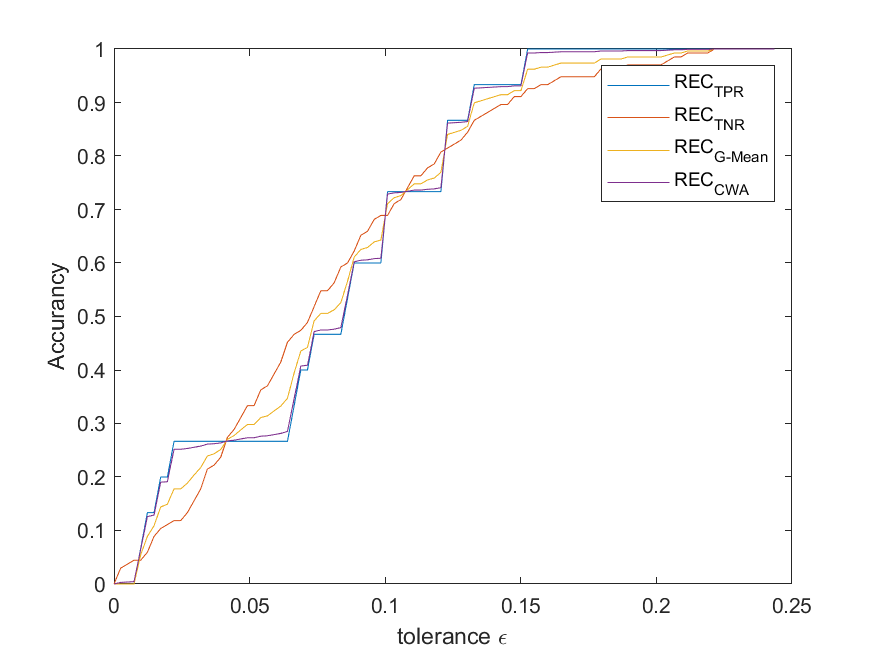 1
0.9
0.8
0.7
0.6
0.5
0.4
0.3
0.2
0.1
0
Accurancy
REC_TPR
REC_TNR
REC_G-Mean
REC_CWA
0 0.05 0.1 0.15 0.2 0.25
tolerance ϵ